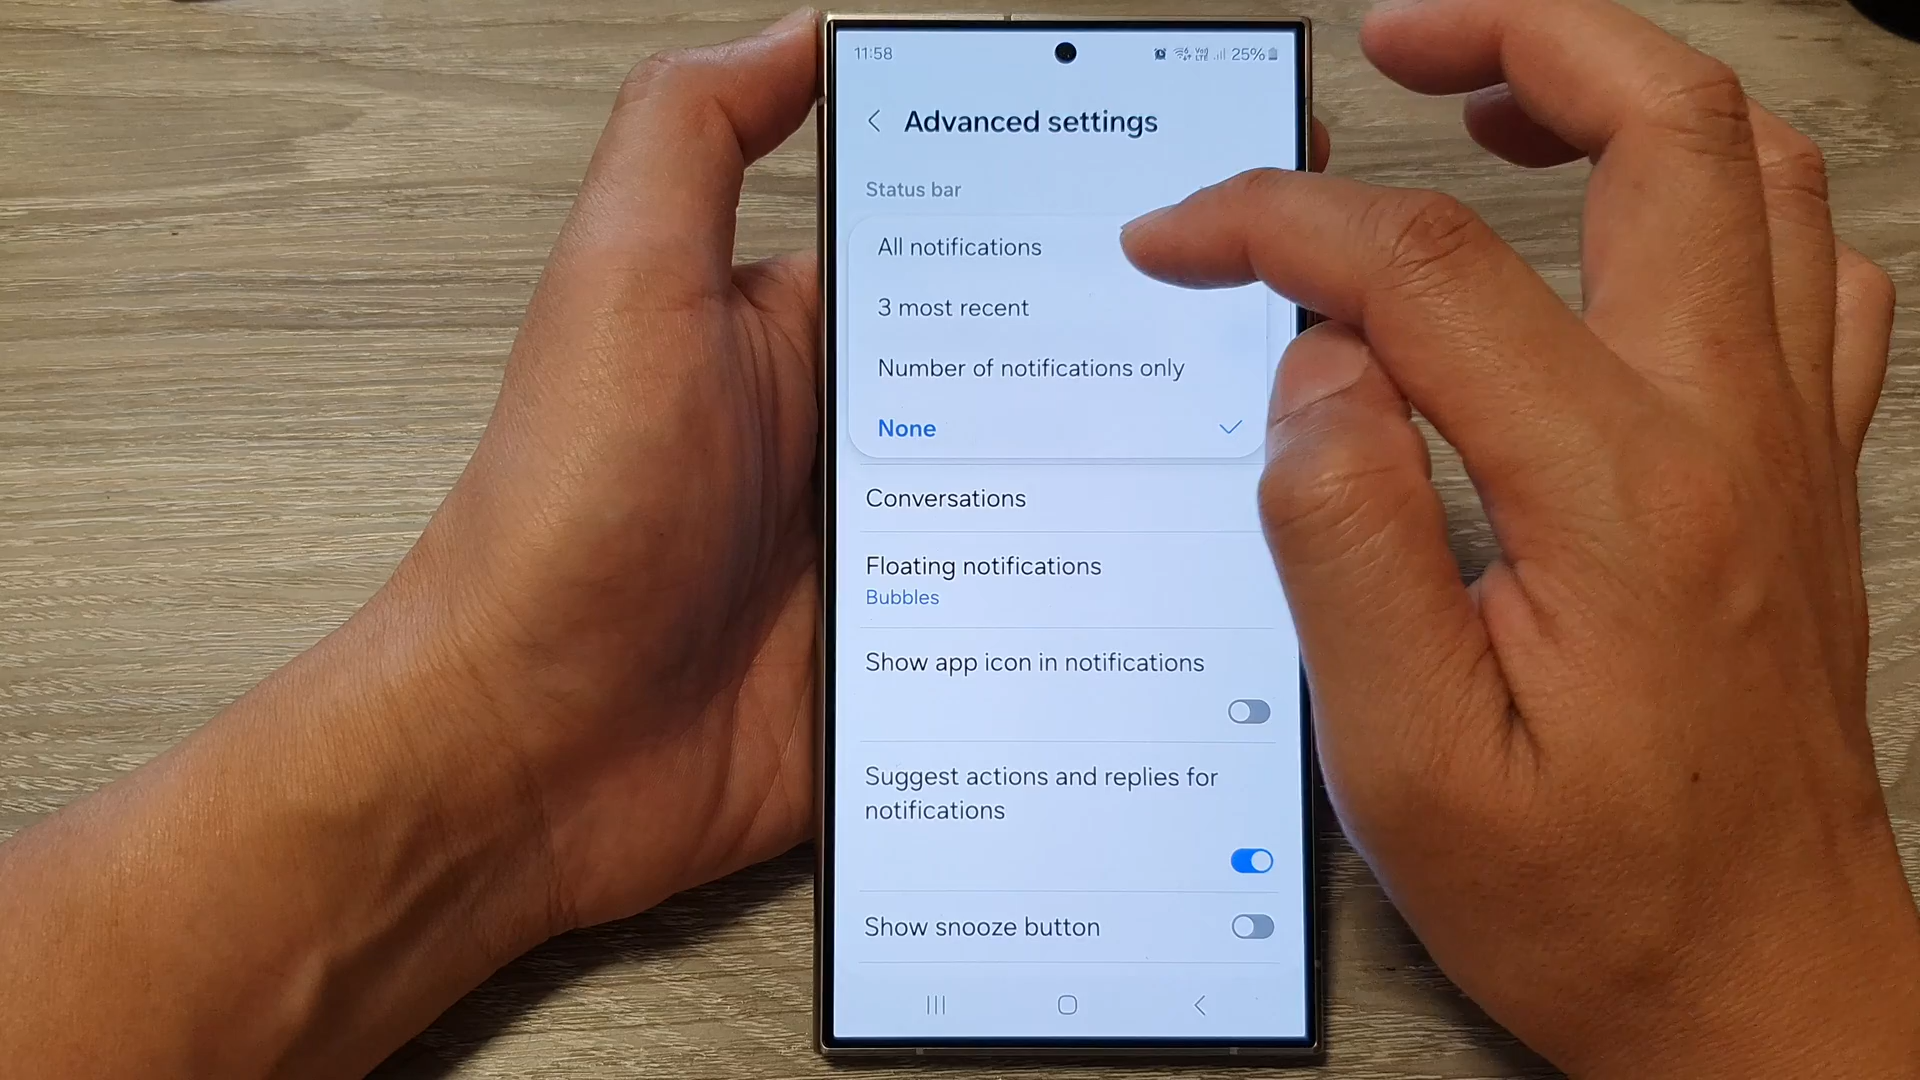 11:58
25%
Advanced settings
Status bar
All notifications
3 most recent
Number of notifications only
None
Conversations
Floating notifications
Bubbles
Show app icon in notifications
Suggest actions and replies for
notifications
Show snooze button